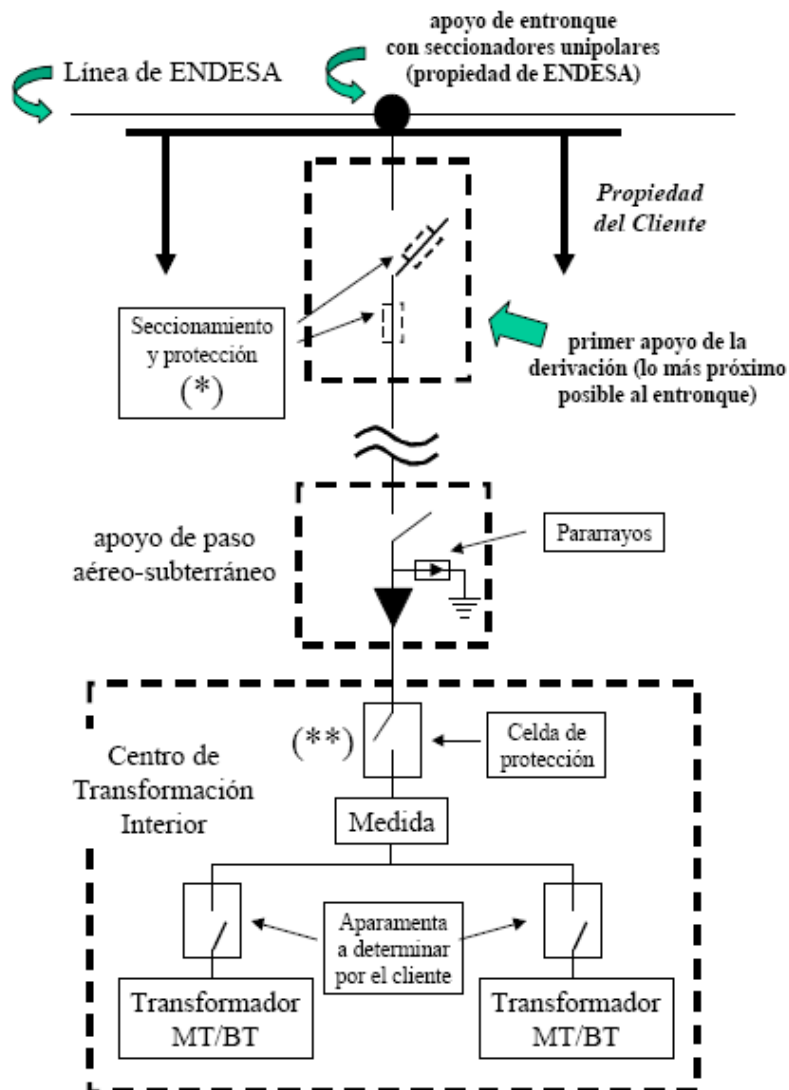 apoyo de entronque
con seccionadores unipolares
(propiedad de ENDESA)
Línea de ENDESA
Propiedad
del Cliente
Seccionamiento
y protección
(*)
primer apoyo de la
derivación (lo más próximo
posible al entronque)
apoyo de paso
aéreo-subterráneo
Pararrayos
(**)
Celda de
protección
Centro de
Transformación
Interior
Medida
Aparamenta
a determinar
por el cliente
Transformador
MT/BT
Transformador
MT/BT